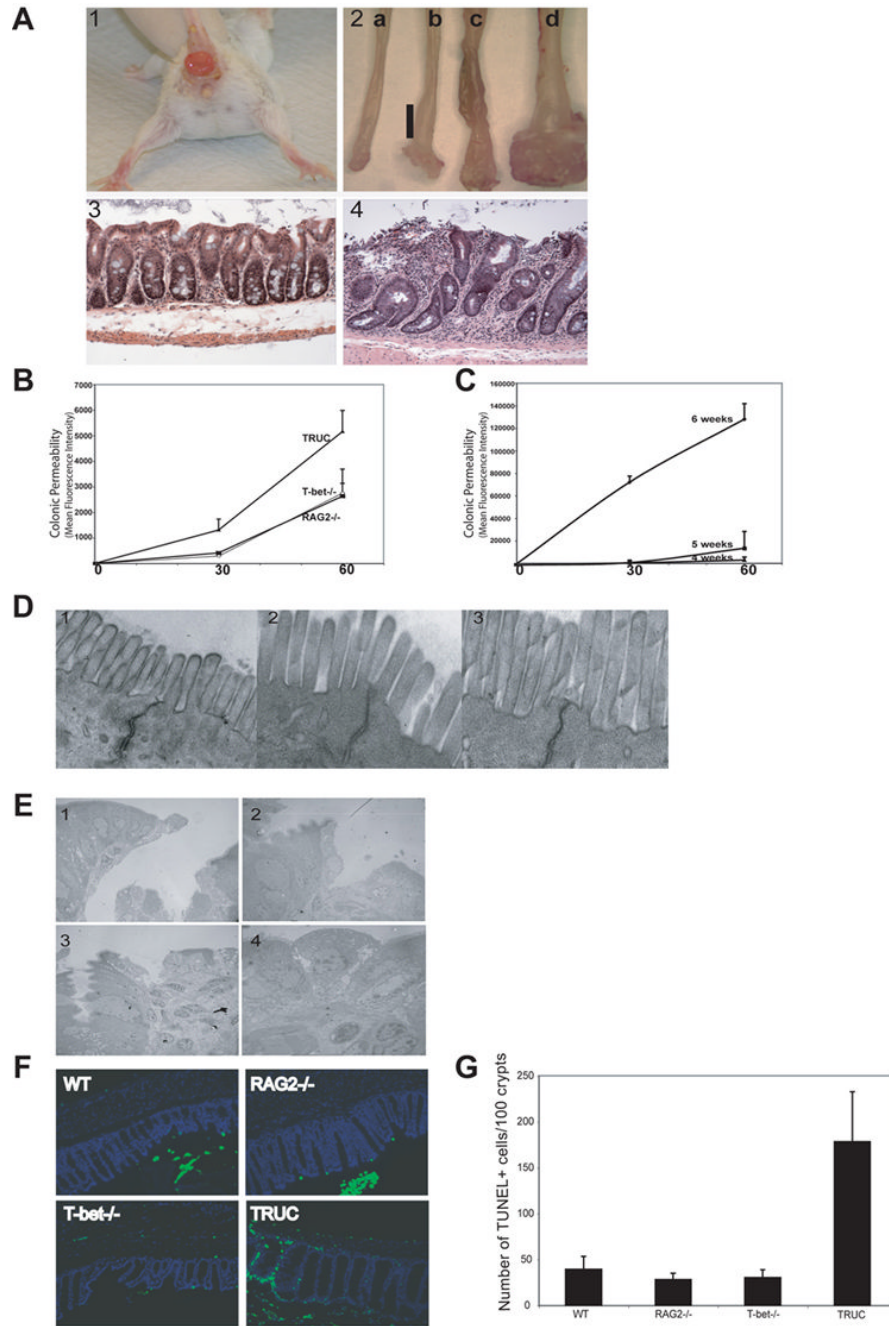 A
1
2
a b c d
3
4
B
Colonic Permeability
(Mean Fluorescence Intensity)
7000
6000
5000
4000
3000
2000
1000
TRUC
T-bet-/-
RAG2-/-
0 30 60
C
Colonic Permeability
(Mean Fluorescence Intensity)
160000
140000
120000
100000
80000
60000
40000
20000
6 weeks
5 weeks
4 weeks
0 30 60
D
1
2
3
E
1
2
3
4
F
WT
RAG2-/-
T-bet-/-
TRUC
G
Number of TUNEL+ cells/100 crypts
250
200
150
100
50
0
WT RAG2-/- T-bet-/- TRUC